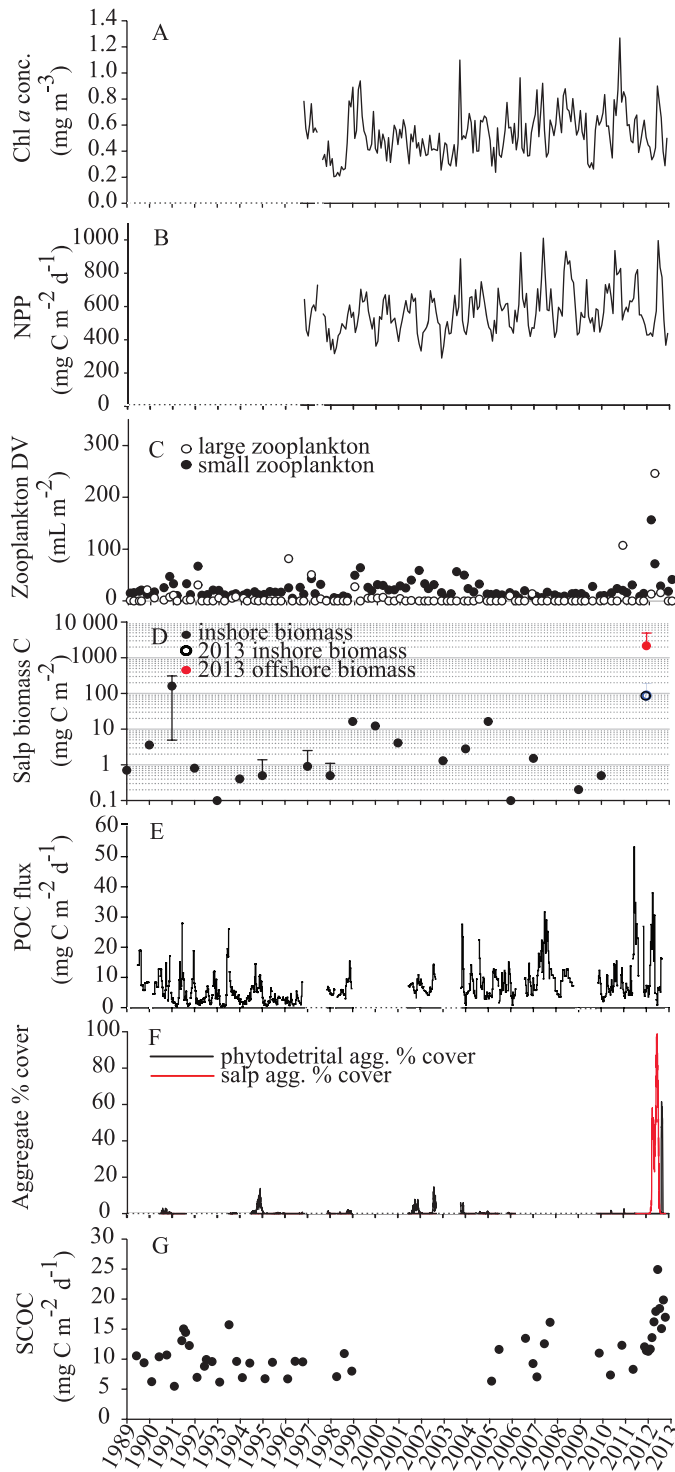 A
Chl a conc.
(mg m-3)
1.4
1.2
1.0
0.8
0.6
0.4
0.2
0.0
B
NPP
(mg C m-2 d-1)
1000
800
600
400
200
0
C
large zooplankton
small zooplankton
Zooplankton DV
(mL m-2)
300
200
100
0
D
inshore biomass
2013 inshore biomass
2013 offshore biomass
Salp biomass C
(mg C m-2)
10 000
1000
100
10
1
0.1
E
POC flux
(mg C m-2 d-1)
60
50
40
30
20
10
0
F
phytodetrital agg. % cover
salp agg. % cover
Aggregate % cover
100
80
60
40
20
0
G
SCOC
(mg C m-2 d-1)
30
25
20
15
10
5
0
1989
1990
1991
1992
1993
1994
1995
1996
1997
1998
1999
2000
2001
2002
2003
2004
2005
2006
2007
2008
2009
2010
2011
2012
2013